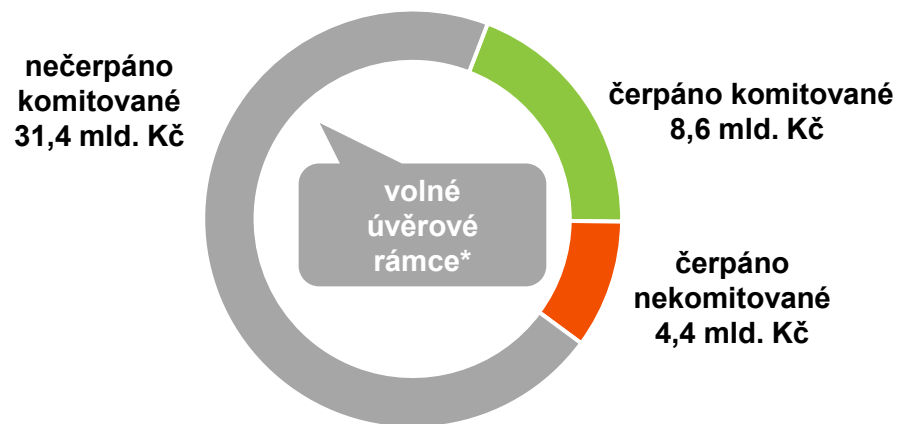 nečerpáno
komitované
31,4 mld. Kč
čerpáno komitované
8,6 mld. Kč
volné
úvěrové
rámce*
čerpáno
nekomitované
4,4 mld. Kč